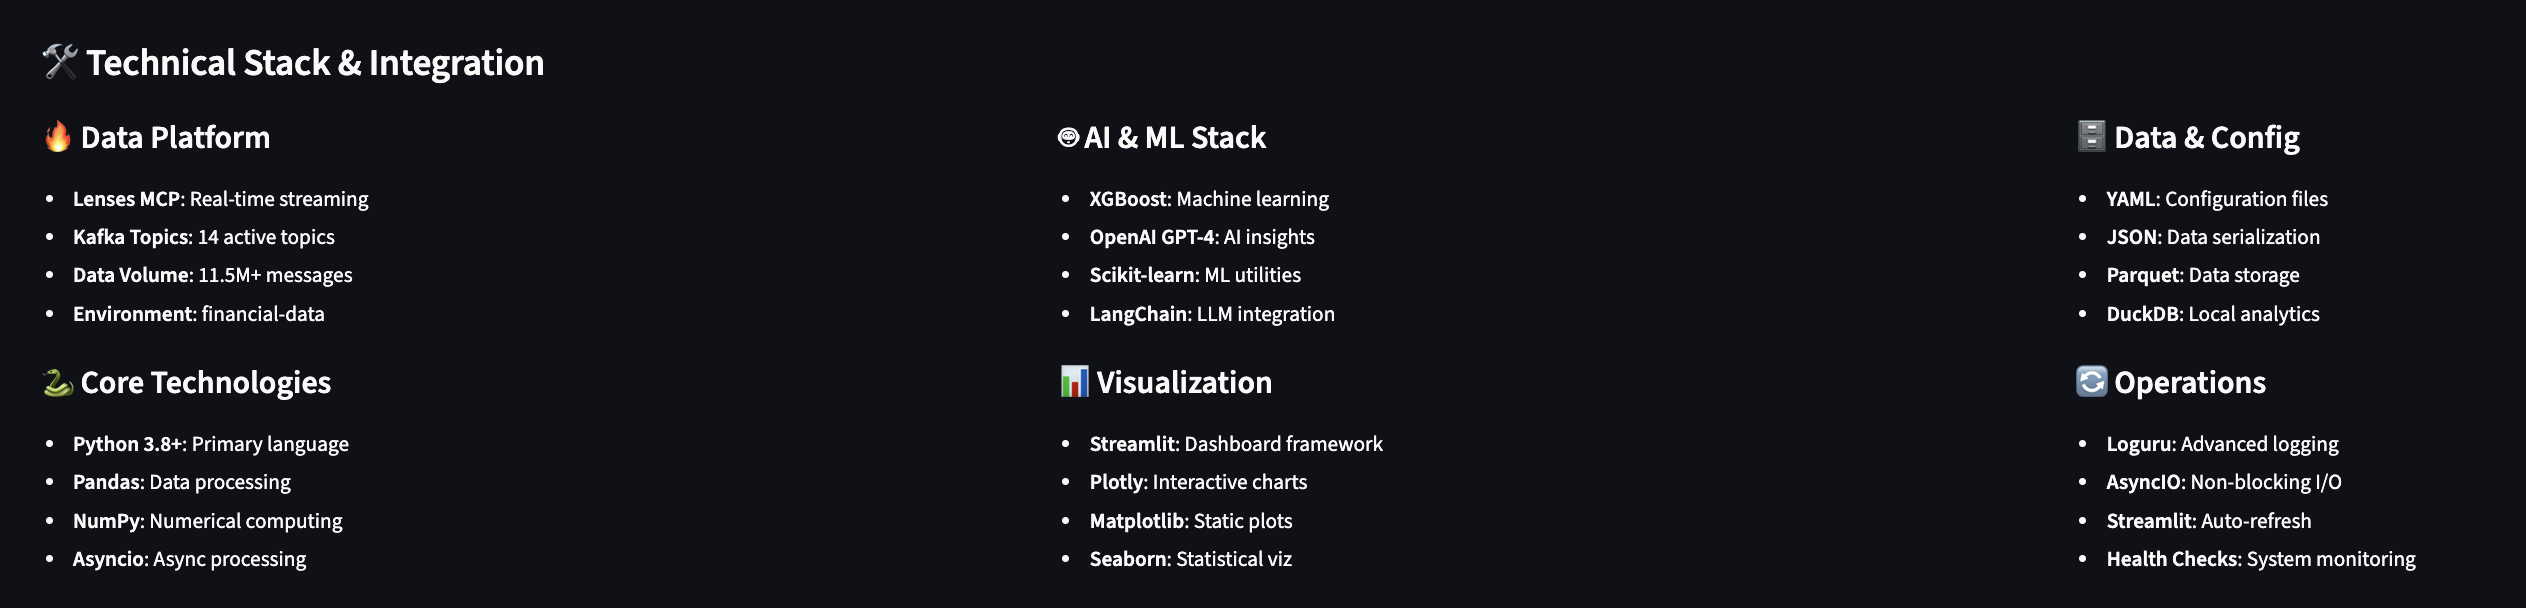 🛠️ Technical Stack & Integration
🔥 Data Platform
• Lenses MCP: Real-time streaming
• Kafka Topics: 14 active topics
• Data Volume: 11.5M+ messages
• Environment: financial-data
🐍 Core Technologies
• Python 3.8+: Primary language
• Pandas: Data processing
• NumPy: Numerical computing
• Asyncio: Async processing
AI & ML Stack
• XGBoost: Machine learning
• OpenAI GPT-4: AI insights
• Scikit-learn: ML utilities
• LangChain: LLM integration
📊 Visualization
• Streamlit: Dashboard framework
• Plotly: Interactive charts
• Matplotlib: Static plots
• Seaborn: Statistical viz
🗄️ Data & Config
• YAML: Configuration files
• JSON: Data serialization
• Parquet: Data storage
• DuckDB: Local analytics
🔄 Operations
• Loguru: Advanced logging
• AsyncIO: Non-blocking I/O
• Streamlit: Auto-refresh
• Health Checks: System monitoring